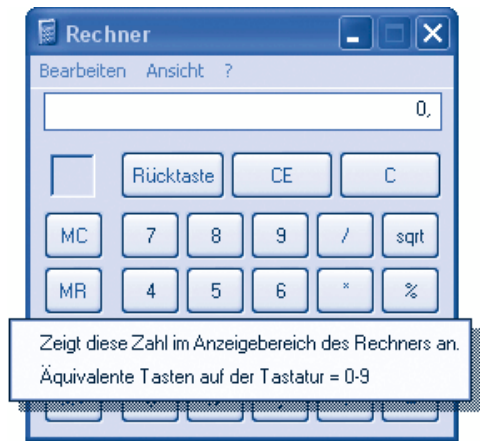 Rechner
Bearbeiten Ansicht ?
0,
Rücktaste CE C
MC 7 8 9 / sqrt
MR 4 5 6 * %
Zeigt diese Zahl im Anzeigebereich des Rechners an.
Äquivalente Tasten auf der Tastatur = 0-9